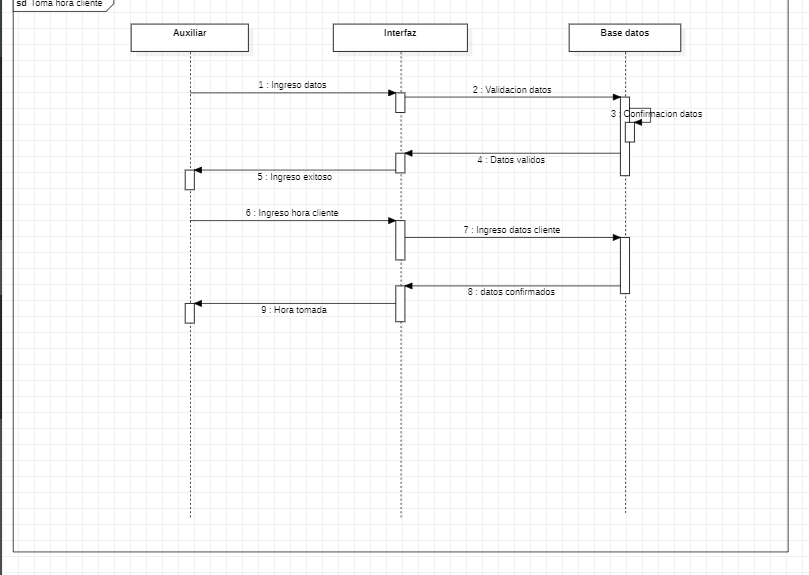 sd Toma hora cliente
Auxiliar
Interfaz
Base datos
1 : Ingreso datos
2 : Validacion datos
3 : Confirmacion datos
4 : Datos validos
5 : Ingreso exitoso
6 : Ingreso hora cliente
7 : Ingreso datos cliente
8 : datos confirmados
9 : Hora tomada